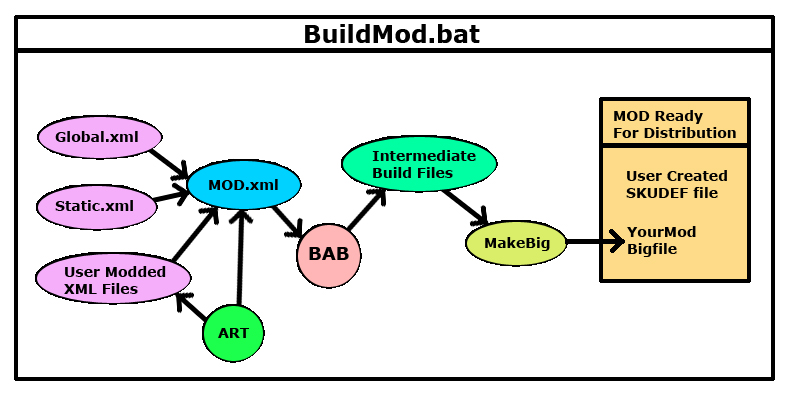 BuildMod.bat
Global.xml
Static.xml
User Modded
XML Files
ART
MOD.xml
BAB
Intermediate
Build Files
MakeBig
MOD Ready
For Distribution
User Created
SKUDEF file
YourMod
Bigfile